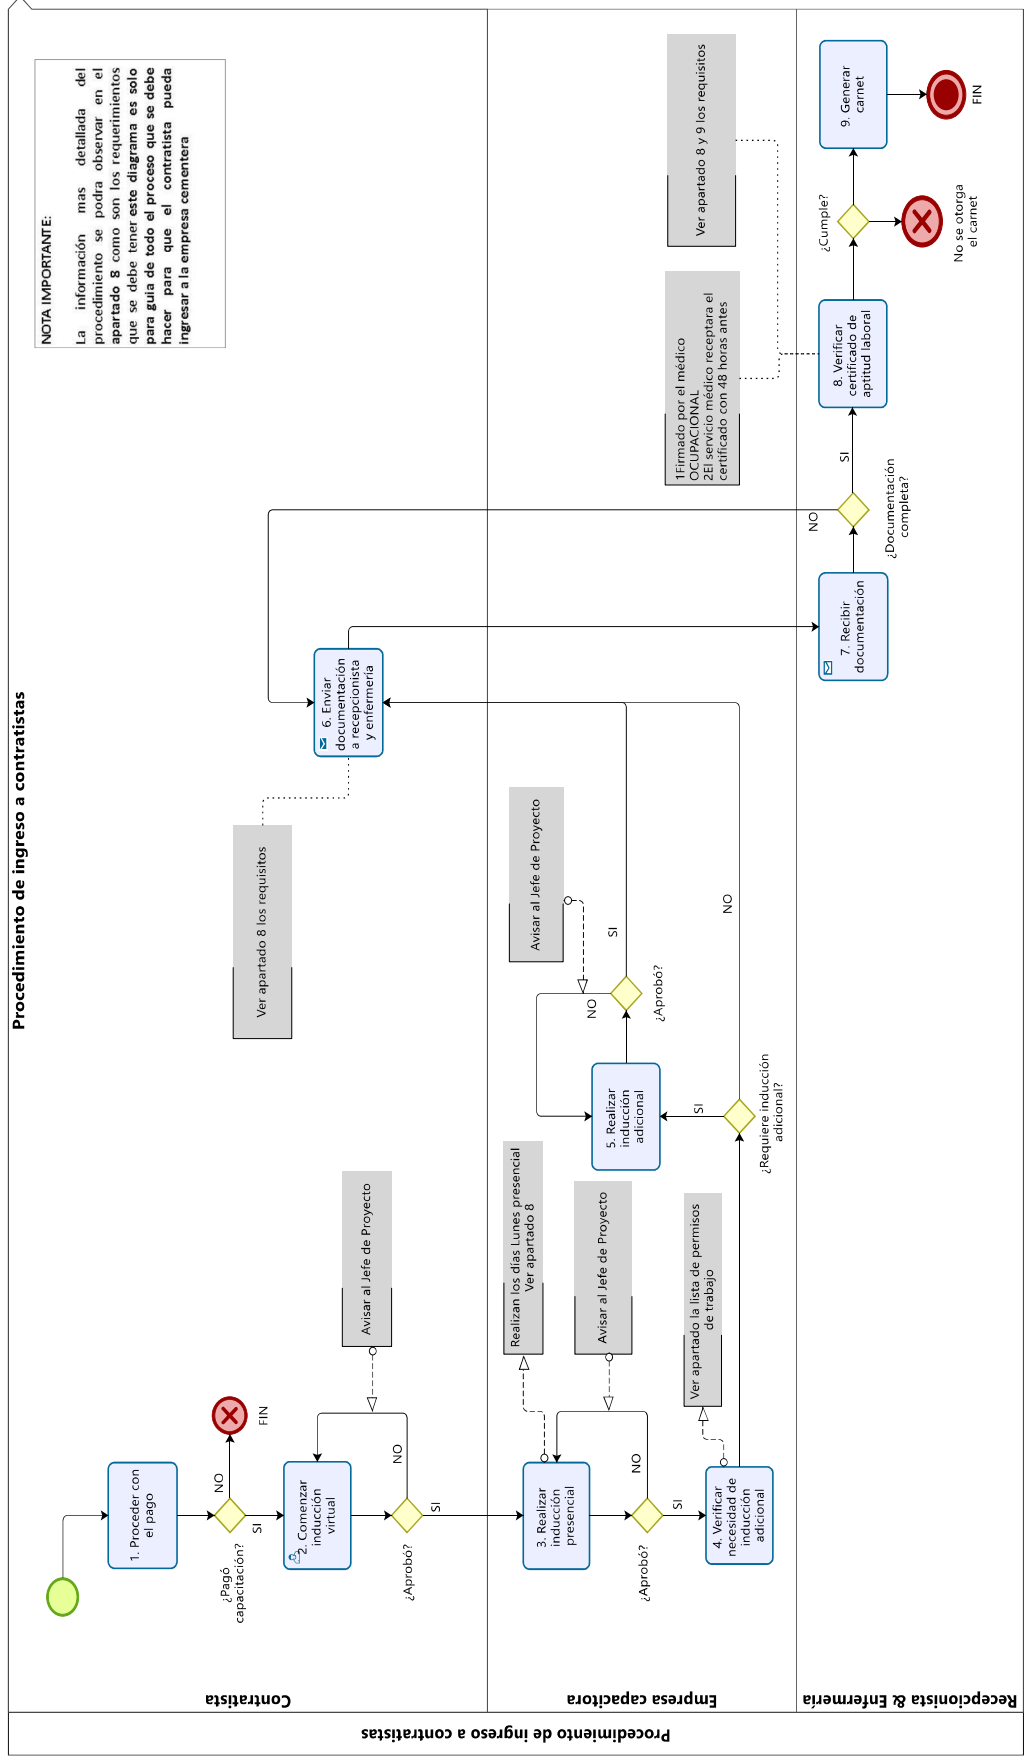 Procedimiento de ingreso a contratistas
Procedimiento de ingreso a contratistas
Contratista
NOTA IMPORTANTE:
La información mas detallada del
procedimiento se podra observar en el
apartado 8 como son los requerimientos
que se debe tener este diagrama es solo
para guia de todo el proceso que se debe
hacer para que el contratista pueda
ingresar a la empresa cementera
1. Proceder con
el pago
¿Pagó
capacitación?
NO
FIN
SI
2. Comenzar
inducción
virtual
¿Aprobó?
NO
SI
Avisar al Jefe de Proyecto
Ver apartado 8 los requisitos
6. Enviar
documentación
a recepcionista
y enfermería
Empresa capacitora
3. Realizar
inducción
presencial
Realizan los días Lunes presencial
Ver apartado 8
¿Aprobó?
NO
SI
Avisar al Jefe de Proyecto
4. Verificar
necesidad de
inducción
adicional
Ver apartado la lista de permisos
de trabajo
¿Requiere inducción
adicional?
SI
NO
5. Realizar
inducción
adicional
¿Aprobó?
NO
SI
Avisar al Jefe de Proyecto
Recepcionista & Enfermería
7. Recibir
documentación
¿Documentación
completa?
NO
SI
8. Verificar
certificado de
aptitud laboral
1Firmado por el médico
OCUPACIONAL
2El servicio médico receptara el
certificado con 48 horas antes
Ver apartado 8 y 9 los requisitos
¿Cumple?
No se otorga
el carnet
9. Generar
carnet
FIN